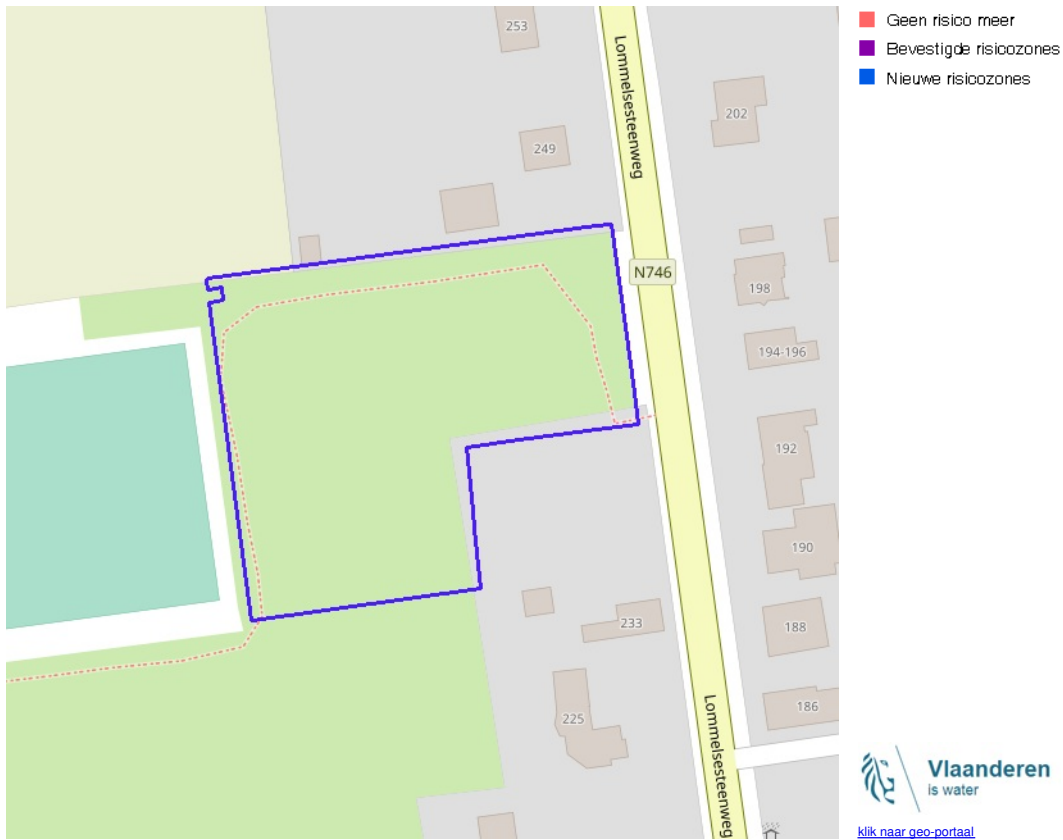 253
Lommelsesteenweg
249
202
N746
198
194-196
192
190
233
188
225
186
Lommelsesteenweg
Geen risico meer
Bevestigde risicozones
Nieuwe risicozones
Vlaanderen
is water
klik naar geo-portaal